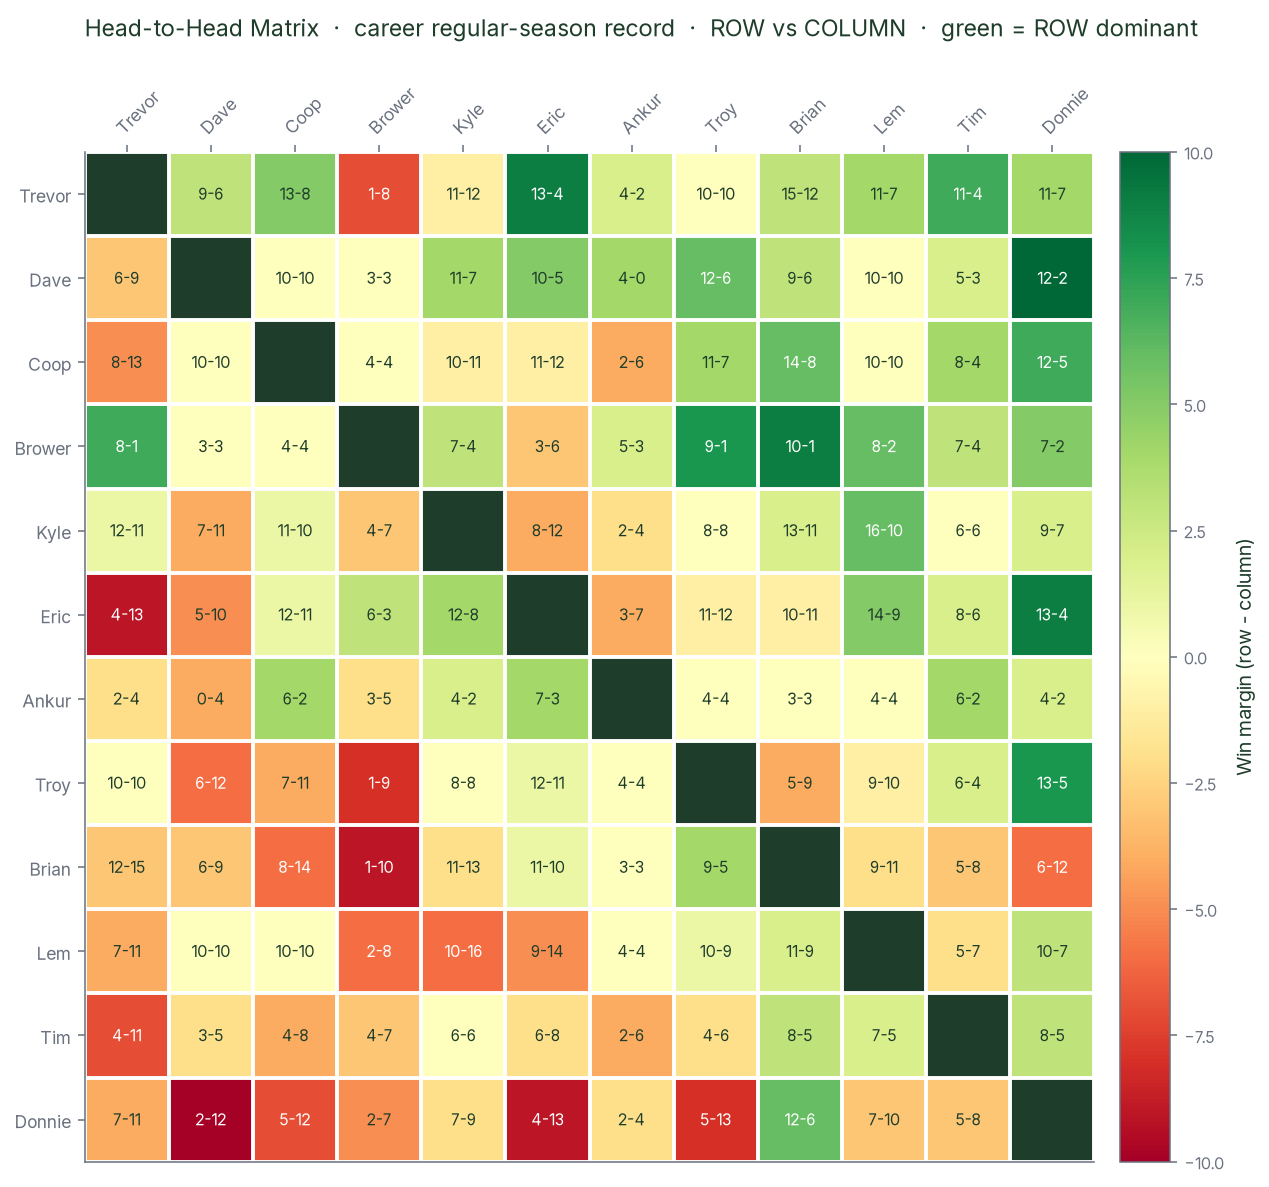 Head-to-Head Matrix · career regular-season record · ROW vs COLUMN · green = ROW dominant
Trevor Dave Coop Brower Kyle Eric Ankur Troy Brian Lem Tim Donnie
Trevor 9-6 13-8 1-8 11-12 13-4 4-2 10-10 15-12 11-7 11-4 11-7
Dave 6-9 10-10 3-3 11-7 10-5 4-0 12-6 9-6 10-10 5-3 12-2
Coop 8-13 10-10 4-4 10-11 11-12 2-6 11-7 14-8 10-10 8-4 12-5
Brower 8-1 3-3 4-4 7-4 3-6 5-3 9-1 10-1 8-2 7-4 7-2
Kyle 12-11 7-11 11-10 4-7 8-12 2-4 8-8 13-11 16-10 6-6 9-7
Eric 4-13 5-10 12-11 6-3 12-8 3-7 11-12 10-11 14-9 8-6 13-4
Ankur 2-4 0-4 6-2 3-5 4-2 7-3 4-4 3-3 4-4 6-2 4-2
Troy 10-10 6-12 7-11 1-9 8-8 12-11 4-4 5-9 9-10 6-4 13-5
Brian 12-15 6-9 8-14 1-10 11-13 11-10 3-3 9-5 9-11 5-8 6-12
Lem 7-11 10-10 10-10 2-8 10-16 9-14 4-4 10-9 11-9 5-7 10-7
Tim 4-11 3-5 4-8 4-7 6-6 6-8 2-6 4-6 8-5 7-5 8-5
Donnie 7-11 2-12 5-12 2-7 7-9 4-13 2-4 5-13 12-6 7-10 5-8
10.0
7.5
5.0
2.5
0.0
−2.5
−5.0
−7.5
−10.0
Win margin (row - column)